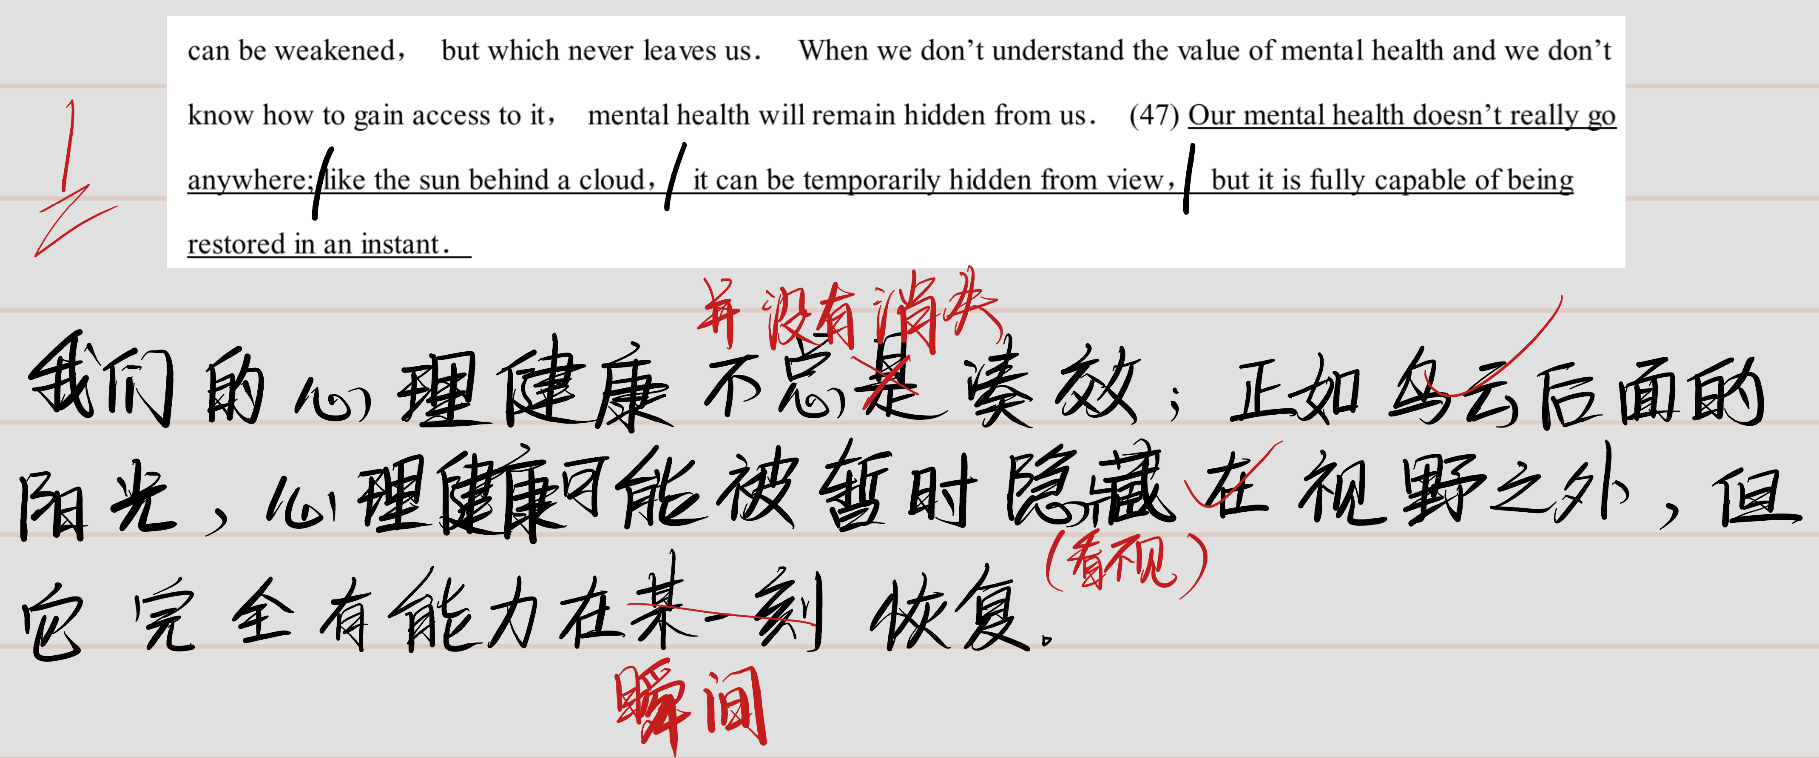 can be weakened， but which never leaves us． When we don’t understand the value of mental health and we don’t
know how to gain access to it， mental health will remain hidden from us． (47) Our mental health doesn’t really go
anywhere; like the sun behind a cloud， it can be temporarily hidden from view， but it is fully capable of being
restored in an instant．
1
2
并没有消失
我们的心理健康不总是凑效；正如乌云后面的
阳光，心理健康可能被暂时隐藏在视野之外，但
(看不见)
它完全有能力在某一刻恢复。
瞬间